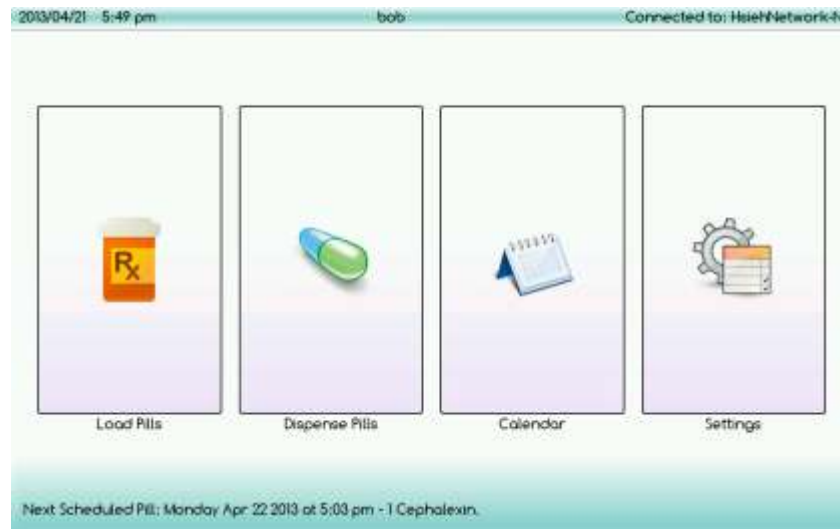 2013/04/21 5:49 pm bob Connected to: HsiehNetwork-N
Rx
Load Pills Dispense Pills Calendar Settings
Next Scheduled Pill: Monday Apr 22 2013 at 5:03 pm - 1 Cephalexin.